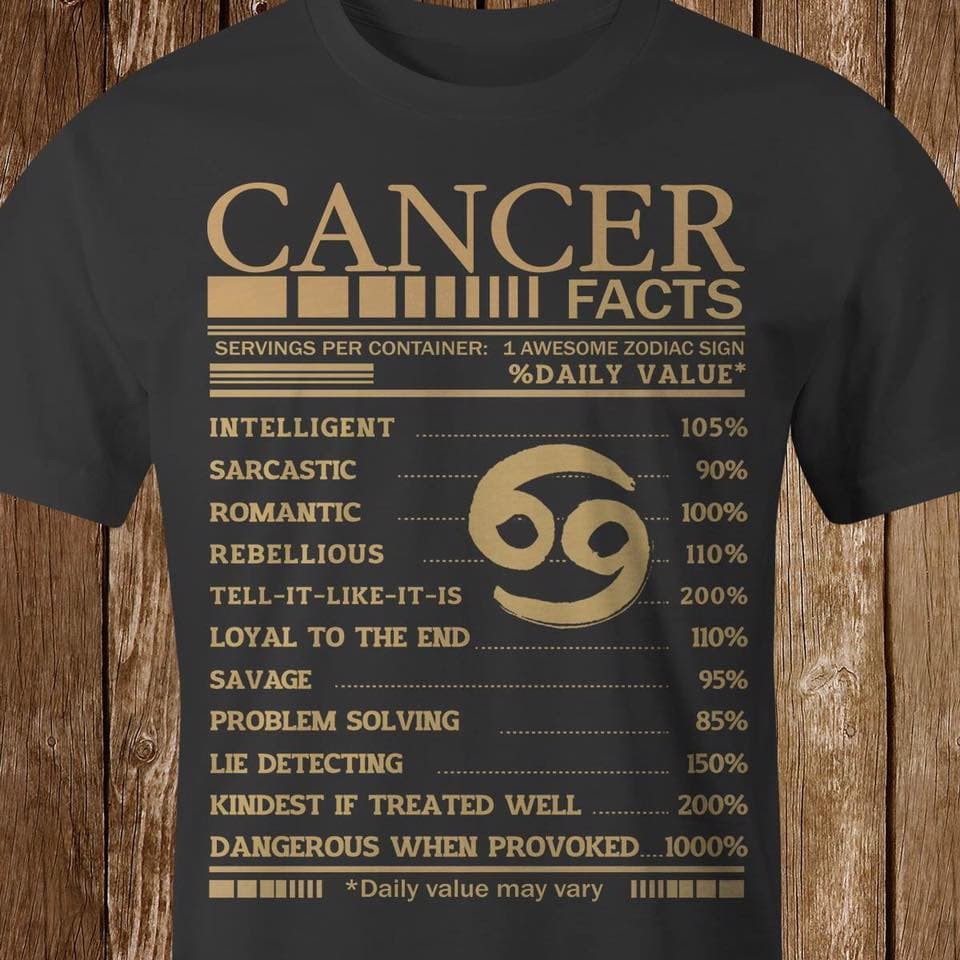 CANCER
FACTS
SERVINGS PER CONTAINER: 1 AWESOME ZODIAC SIGN
%DAILY VALUE*
INTELLIGENT 105%
SARCASTIC 90%
ROMANTIC 100%
REBELLIOUS 110%
TELL-IT-LIKE-IT-IS 200%
LOYAL TO THE END 110%
SAVAGE 95%
PROBLEM SOLVING 85%
LIE DETECTING 150%
KINDEST IF TREATED WELL 200%
DANGEROUS WHEN PROVOKED 1000%
*Daily value may vary